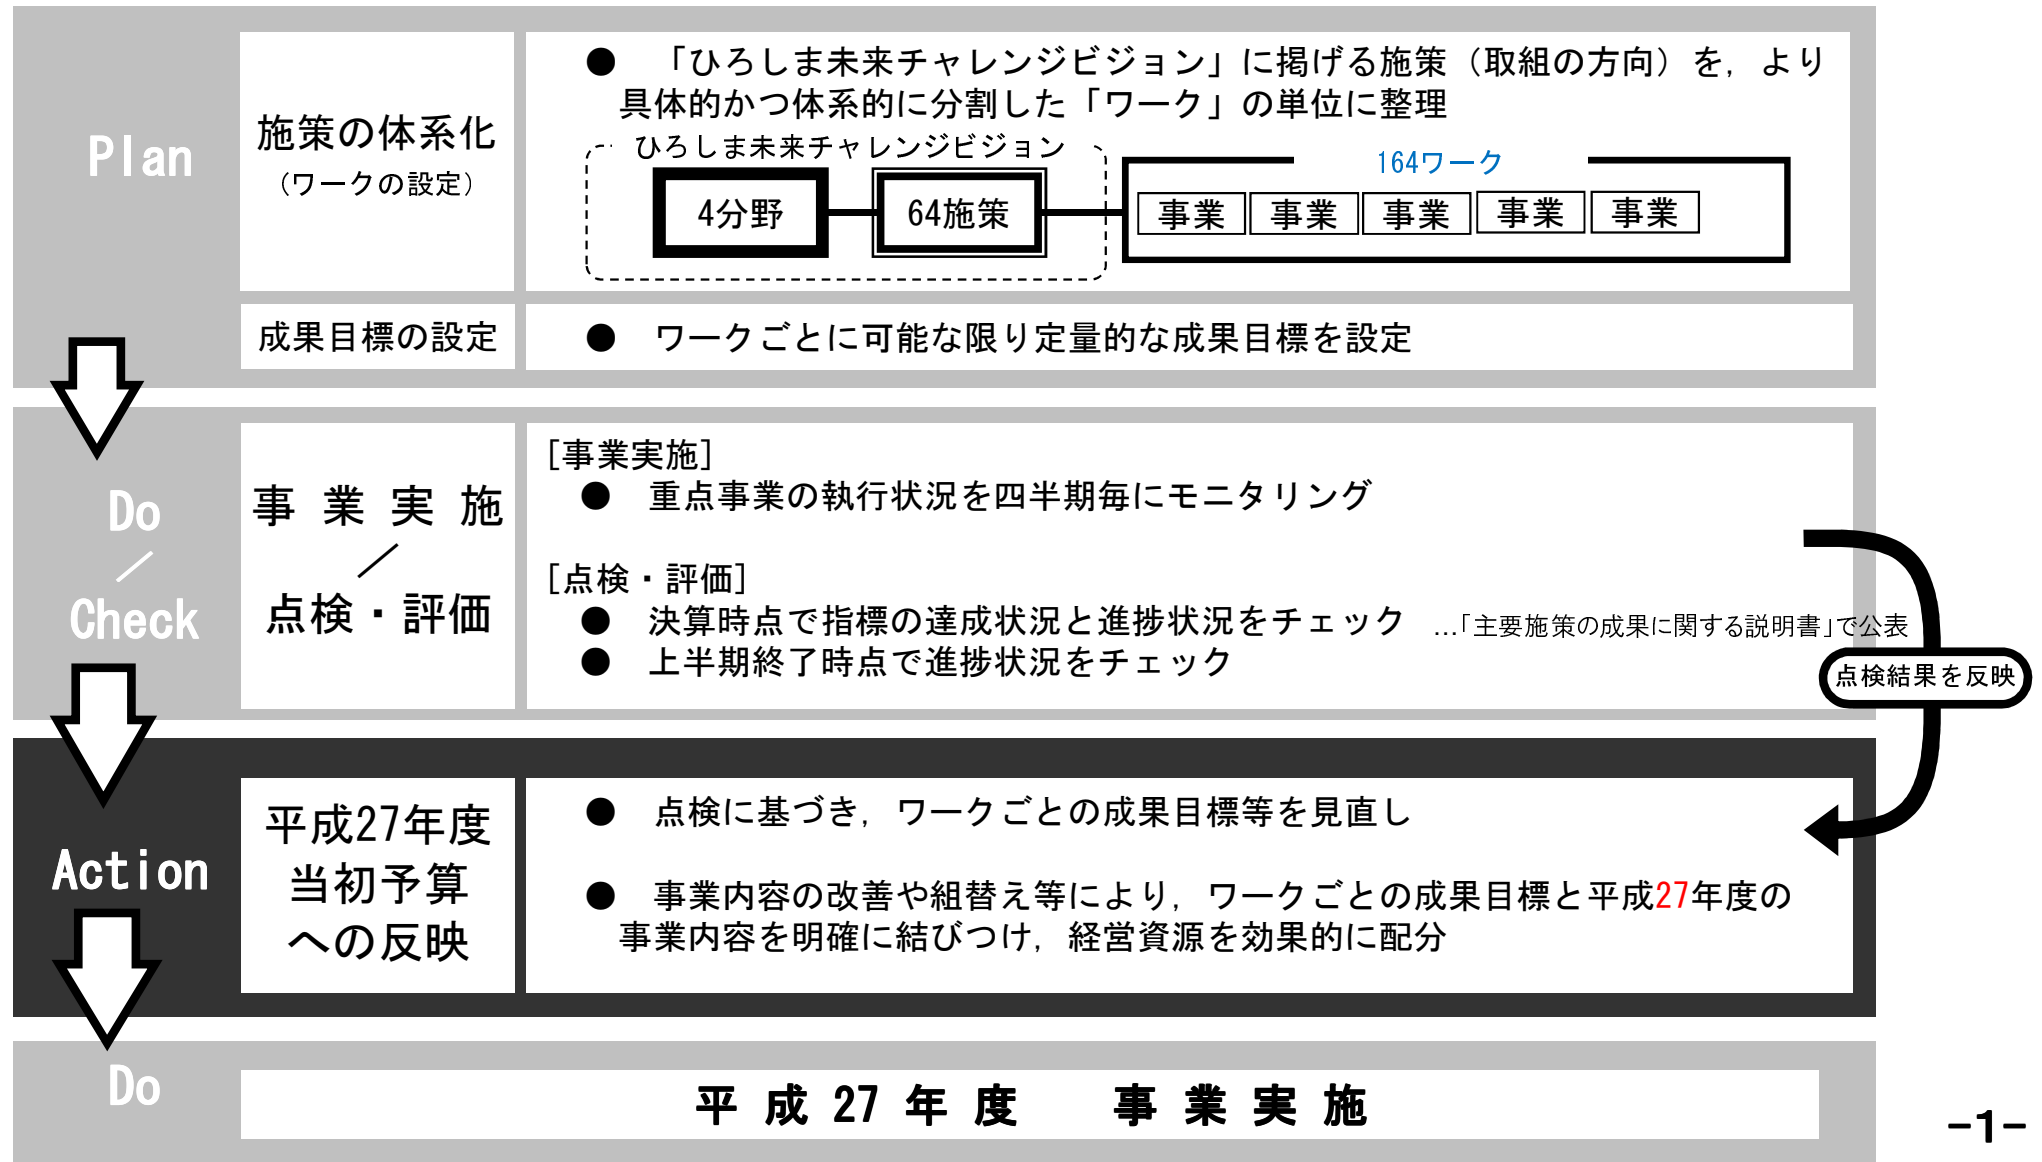 Plan
施策の体系化
（ワークの設定）
●　「ひろしま未来チャレンジビジョン」に掲げる施策（取組の方向）を，より
具体的かつ体系的に分割した「ワーク」の単位に整理
ひろしま未来チャレンジビジョン
4分野
64施策
164ワーク
事業 事業 事業 事業 事業
成果目標の設定
●　ワークごとに可能な限り定量的な成果目標を設定
Do
／
Check
事業実施
／
点検・評価
[事業実施]
●　重点事業の執行状況を四半期毎にモニタリング
[点検・評価]
●　決算時点で指標の達成状況と進捗状況をチェック　…「主要施策の成果に関する説明書」で公表
●　上半期終了時点で進捗状況をチェック
点検結果を反映
Action
平成27年度
当初予算
への反映
●　点検に基づき，ワークごとの成果目標等を見直し
●　事業内容の改善や組替え等により，ワークごとの成果目標と平成27年度の
事業内容を明確に結びつけ，経営資源を効果的に配分
Do
平成27年度　事業実施
-1-